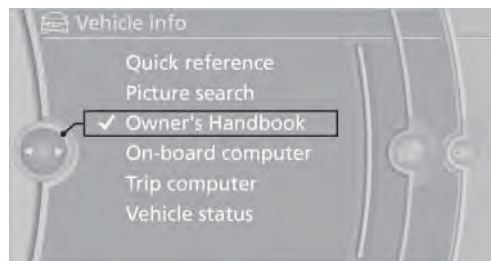 Vehicle info
Quick reference
Picture search
✓ Owner's Handbook
On-board computer
Trip computer
Vehicle status